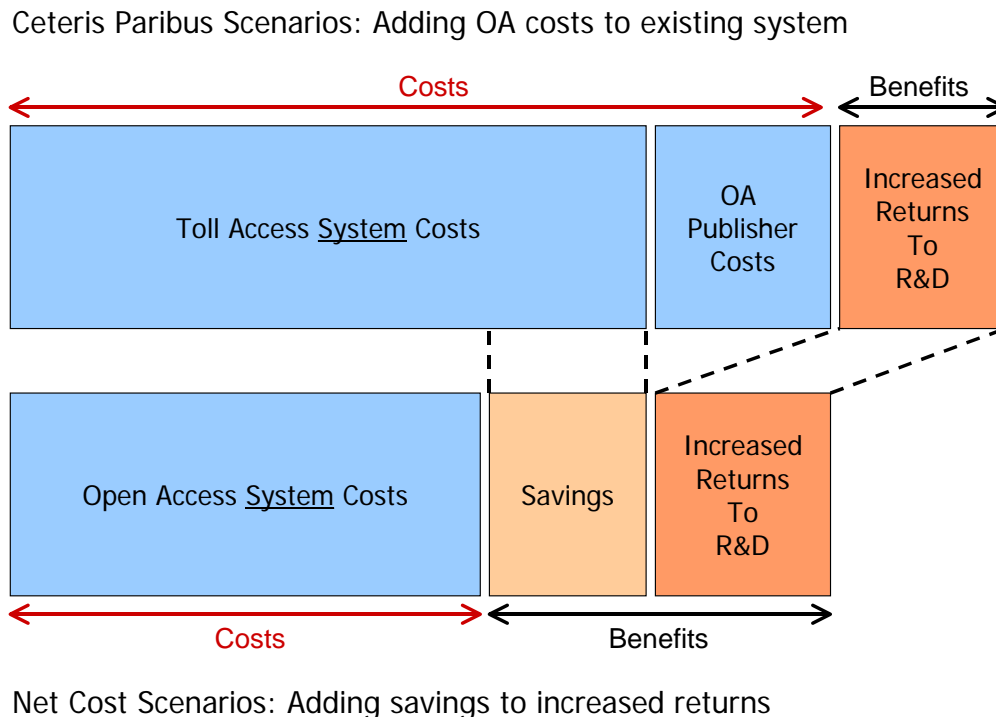 Ceteris Paribus Scenarios: Adding OA costs to existing system
Costs
Benefits
Toll Access System Costs
OA
Publisher
Costs
Increased
Returns
To
R&D
Open Access System Costs
Savings
Increased
Returns
To
R&D
Costs
Benefits
Net Cost Scenarios: Adding savings to increased returns